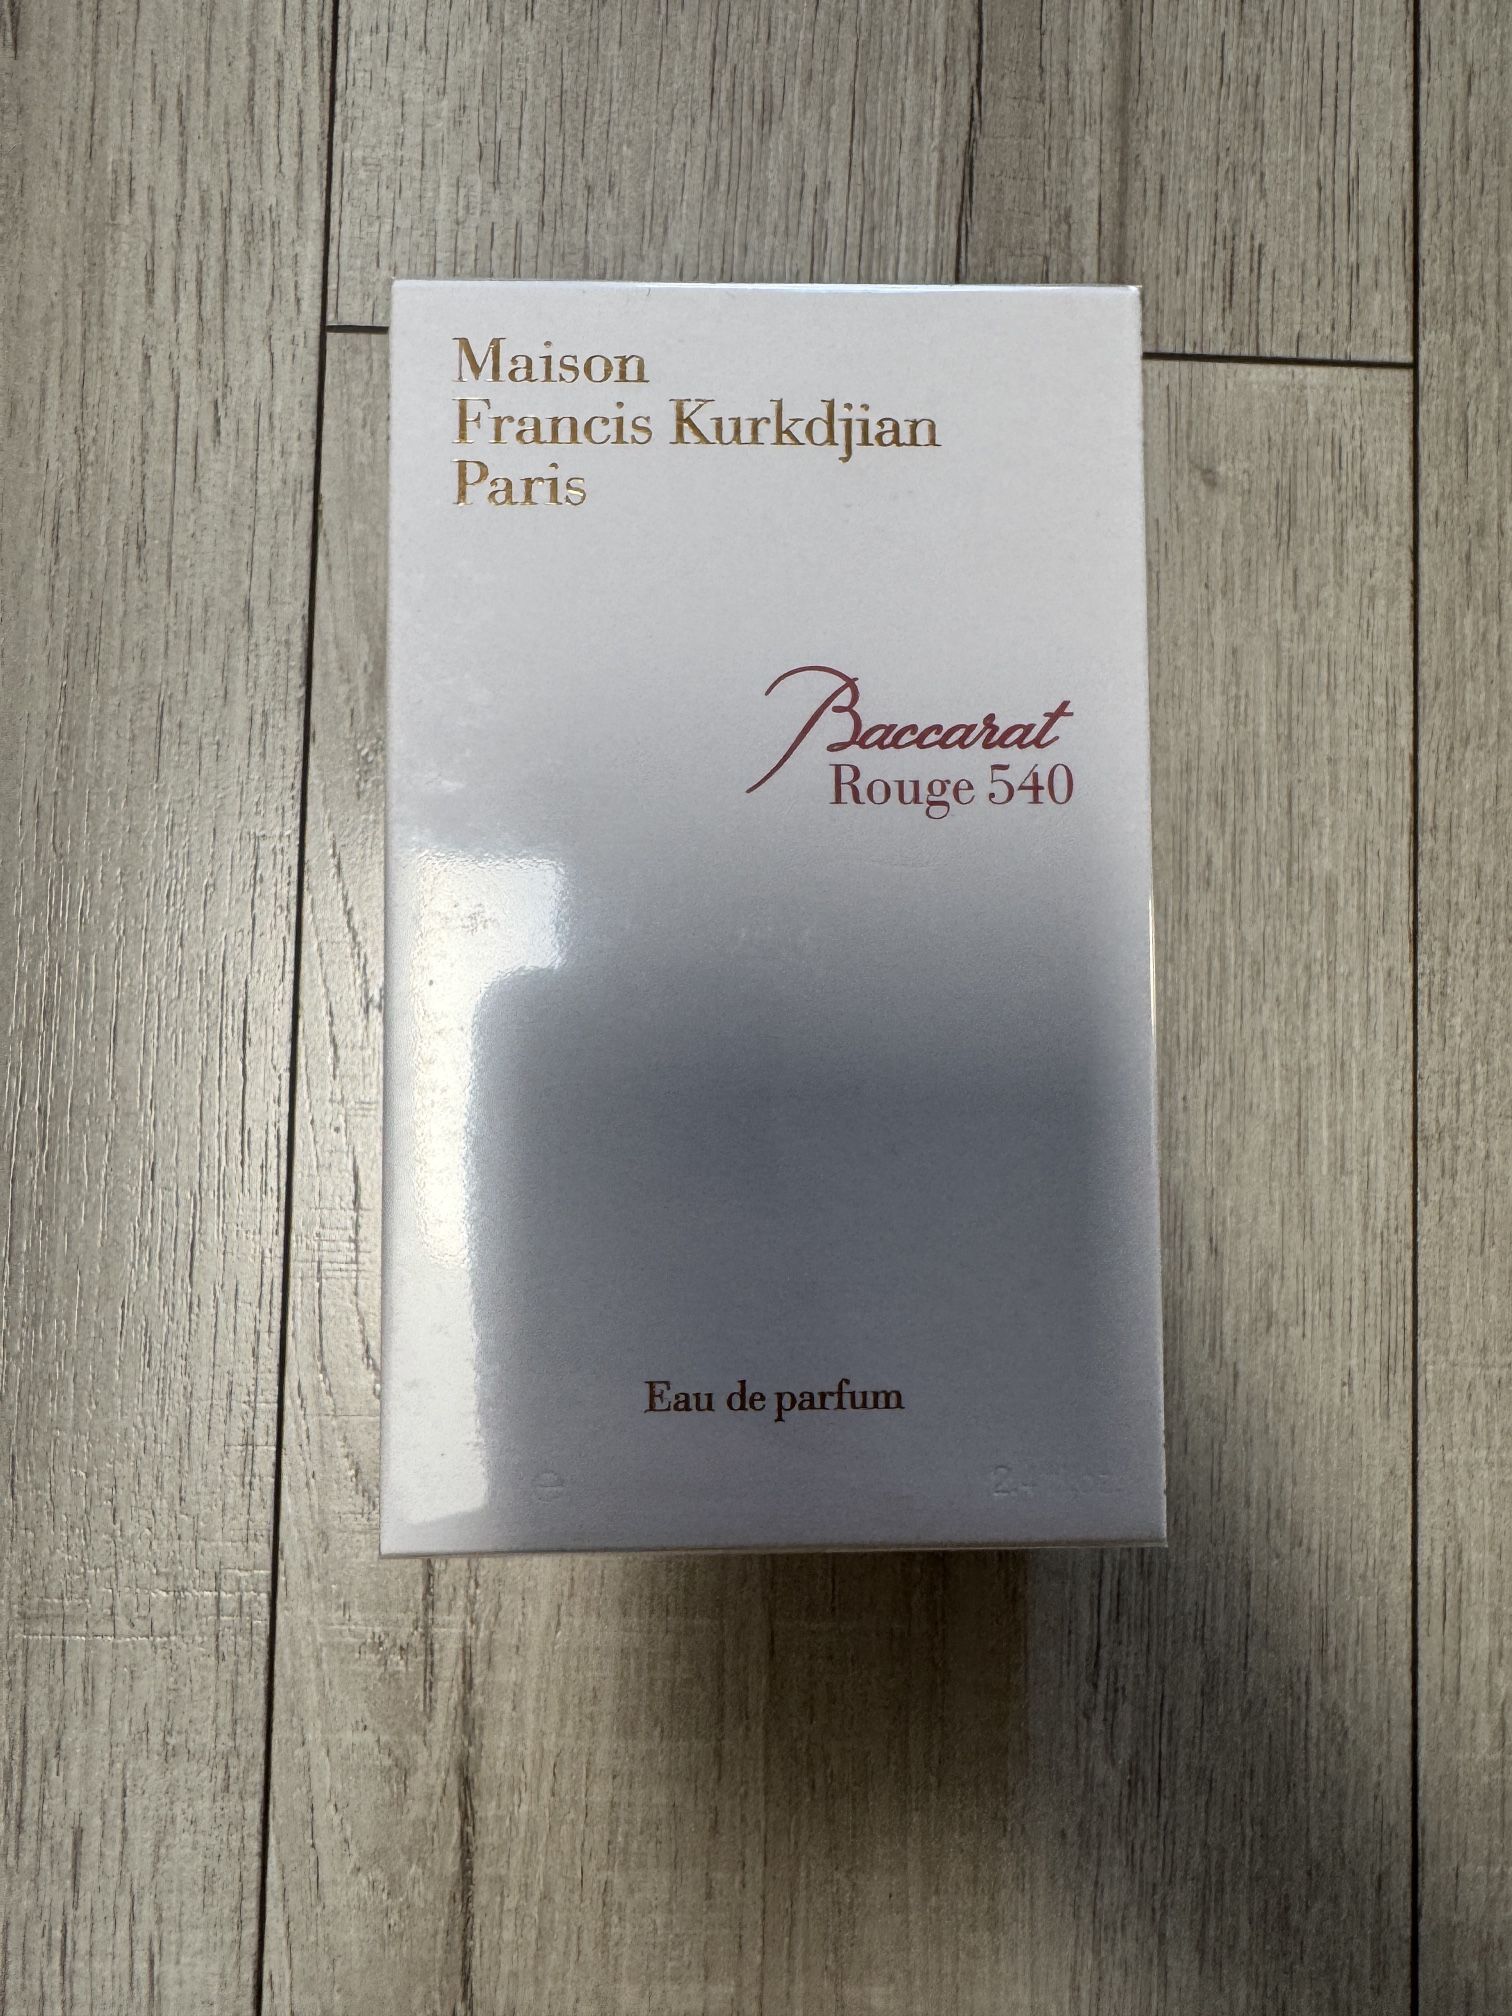 Maison
Francis Kurkdjian
Paris
Baccarat
Rouge 540
Eau de parfum
℮